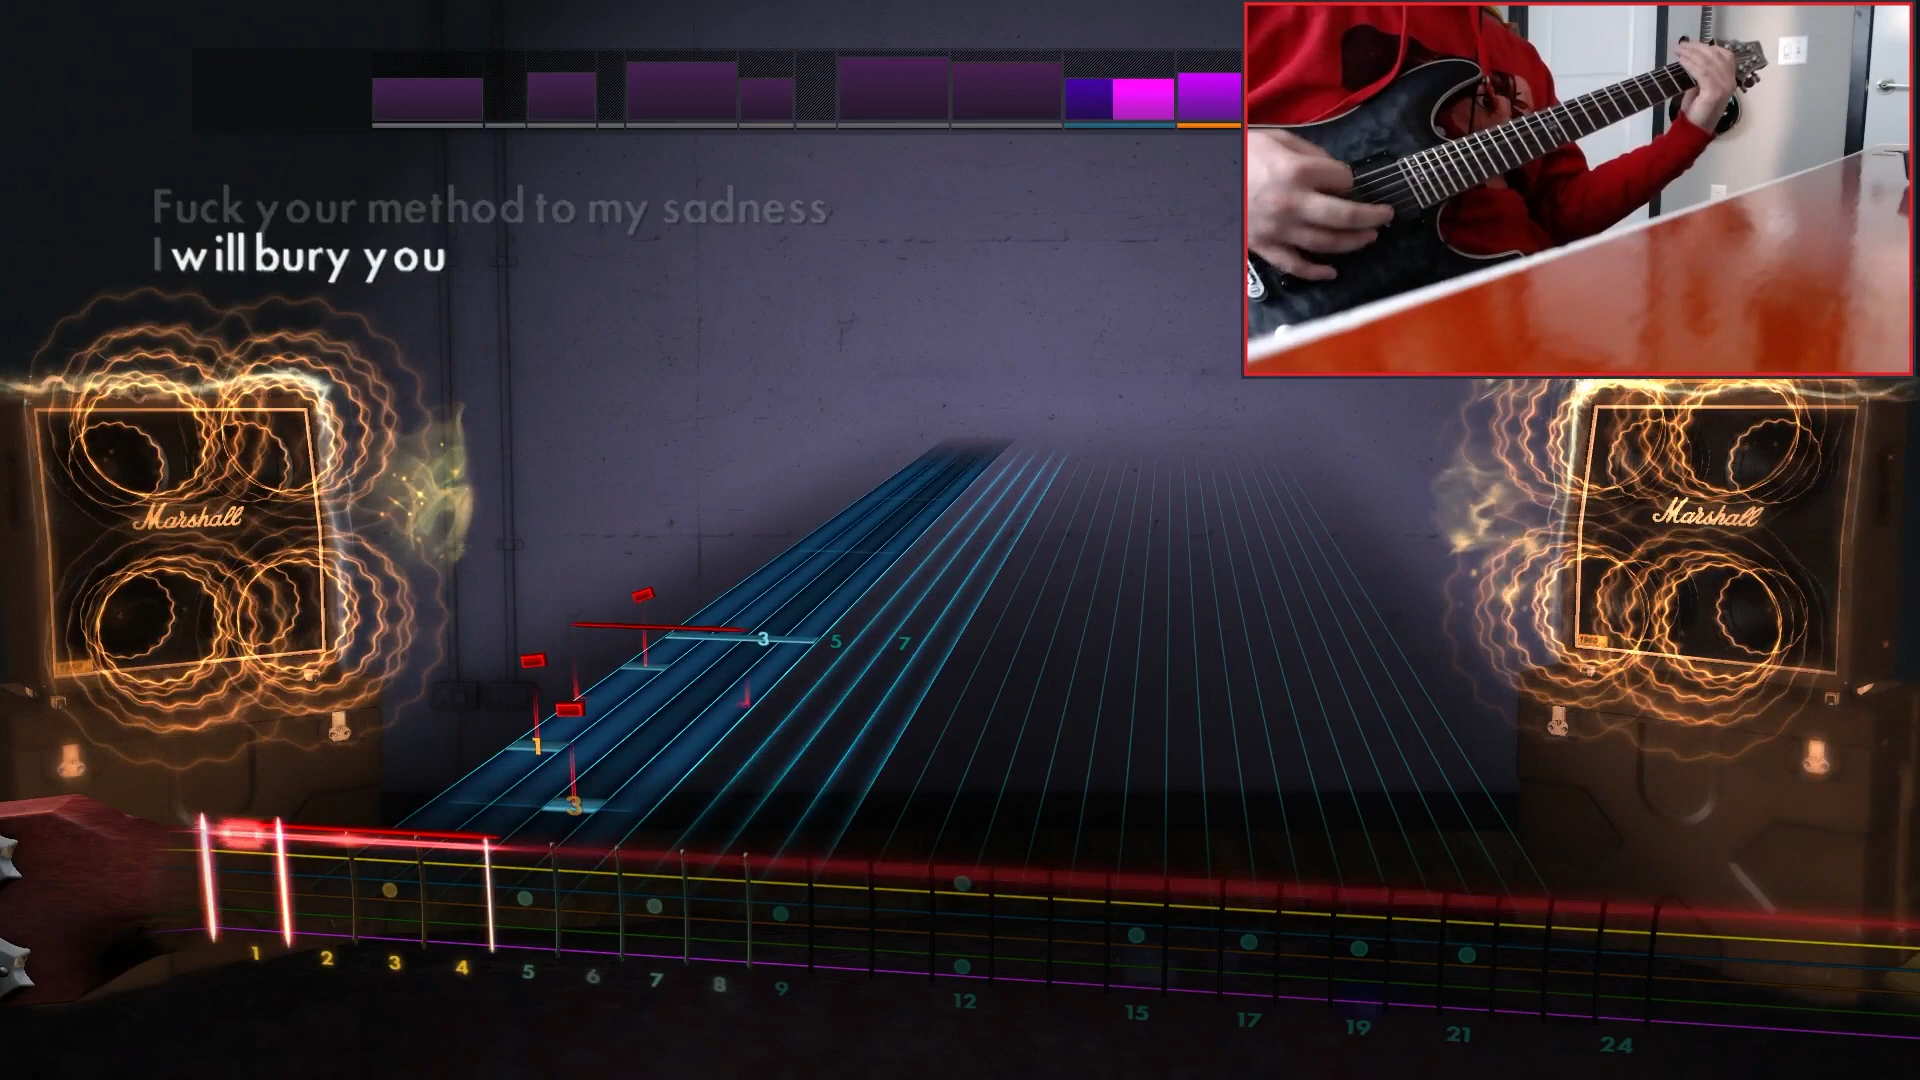 Fuck your method to my sadness
I will bury you
Marshall
Marshall
3 5 7
1
3
1 2 3 4 5 6 7 8 9 12 15 17 19 21 24